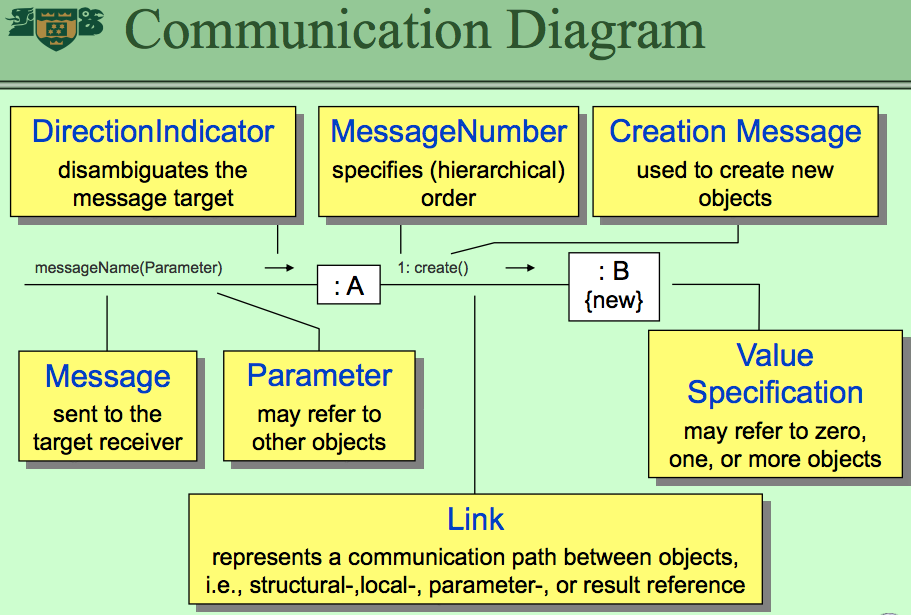 Communication Diagram
DirectionIndicator
disambiguates the
message target
MessageNumber
specifies (hierarchical)
order
Creation Message
used to create new
objects
messageName(Parameter)
: A
1: create()
: B
{new}
Message
sent to the
target receiver
Parameter
may refer to
other objects
Value
Specification
may refer to zero,
one, or more objects
Link
represents a communication path between objects,
i.e., structural-,local-, parameter-, or result reference